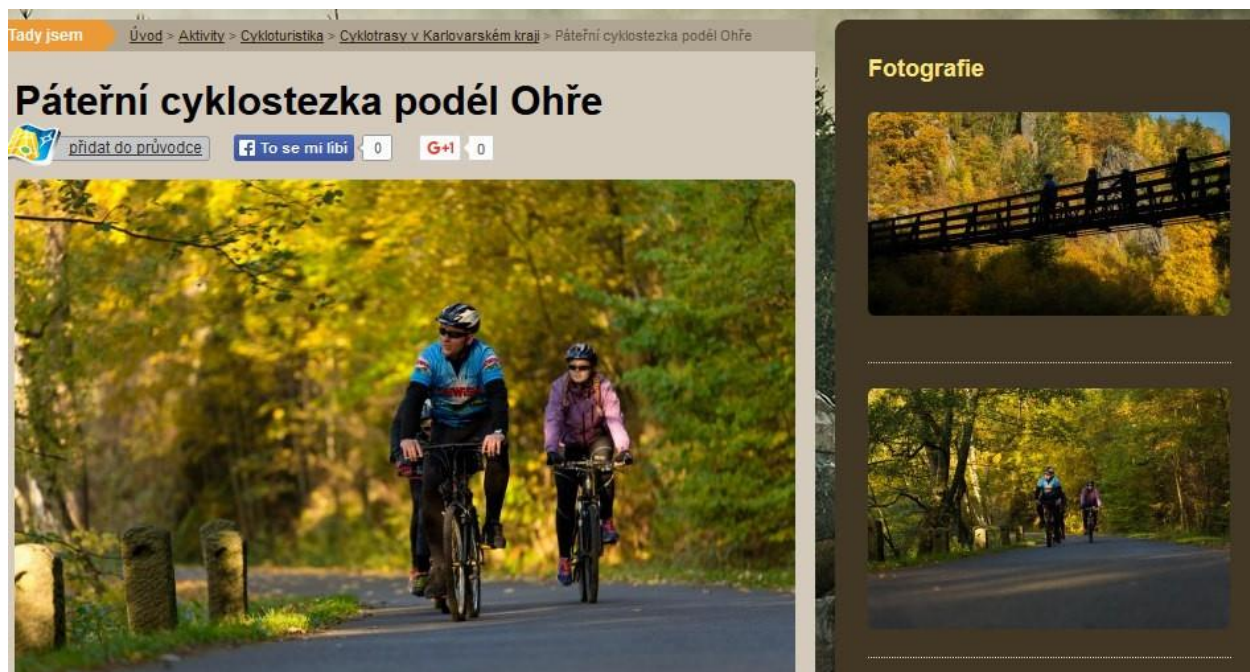 Tady jsem
Úvod > Aktivity > Cykloturistika > Cyklotrasy v Karlovarském kraji > Páteřní cyklostezka podél Ohře
Páteřní cyklostezka podél Ohře
přidat do průvodce
To se mi líbí 0
G+1 0
Fotografie